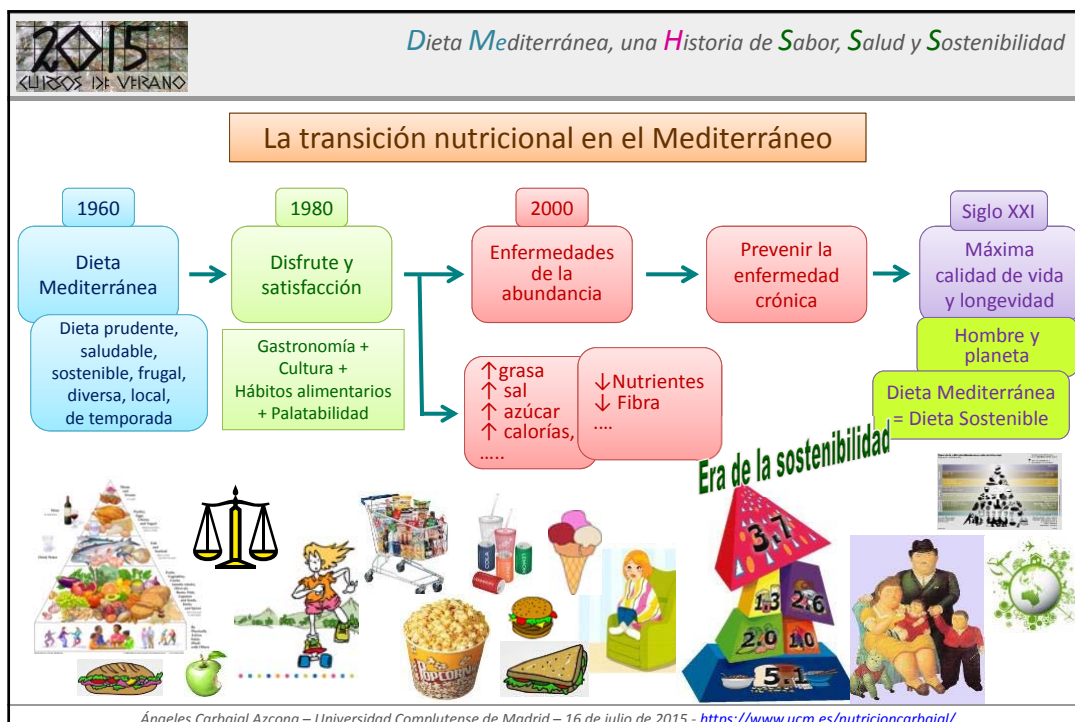 2015
CURSOS DE VERANO
Dieta Mediterránea, una Historia de Sabor, Salud y Sostenibilidad
La transición nutricional en el Mediterráneo
1960
Dieta
Mediterránea
Dieta prudente,
saludable,
sostenible, frugal,
diversa, local,
de temporada
1980
Disfrute y
satisfacción
Gastronomía +
Cultura +
Hábitos alimentarios
+ Palatabilidad
2000
Enfermedades
de la
abundancia
↑grasa
↑ sal
↑ azúcar
↑ calorías,
.....
↓Nutrientes
↓ Fibra
....
Prevenir la
enfermedad
crónica
Siglo XXI
Máxima
calidad de vida
y longevidad
Hombre y
planeta
Dieta Mediterránea
= Dieta Sostenible
Era de la sostenibilidad
3.7
1.3 2.6
2.0 1.0
5.1
POPCORN
Ángeles Carbajal Azcona – Universidad Complutense de Madrid – 16 de julio de 2015 - https://www.ucm.es/nutricioncarbajal/